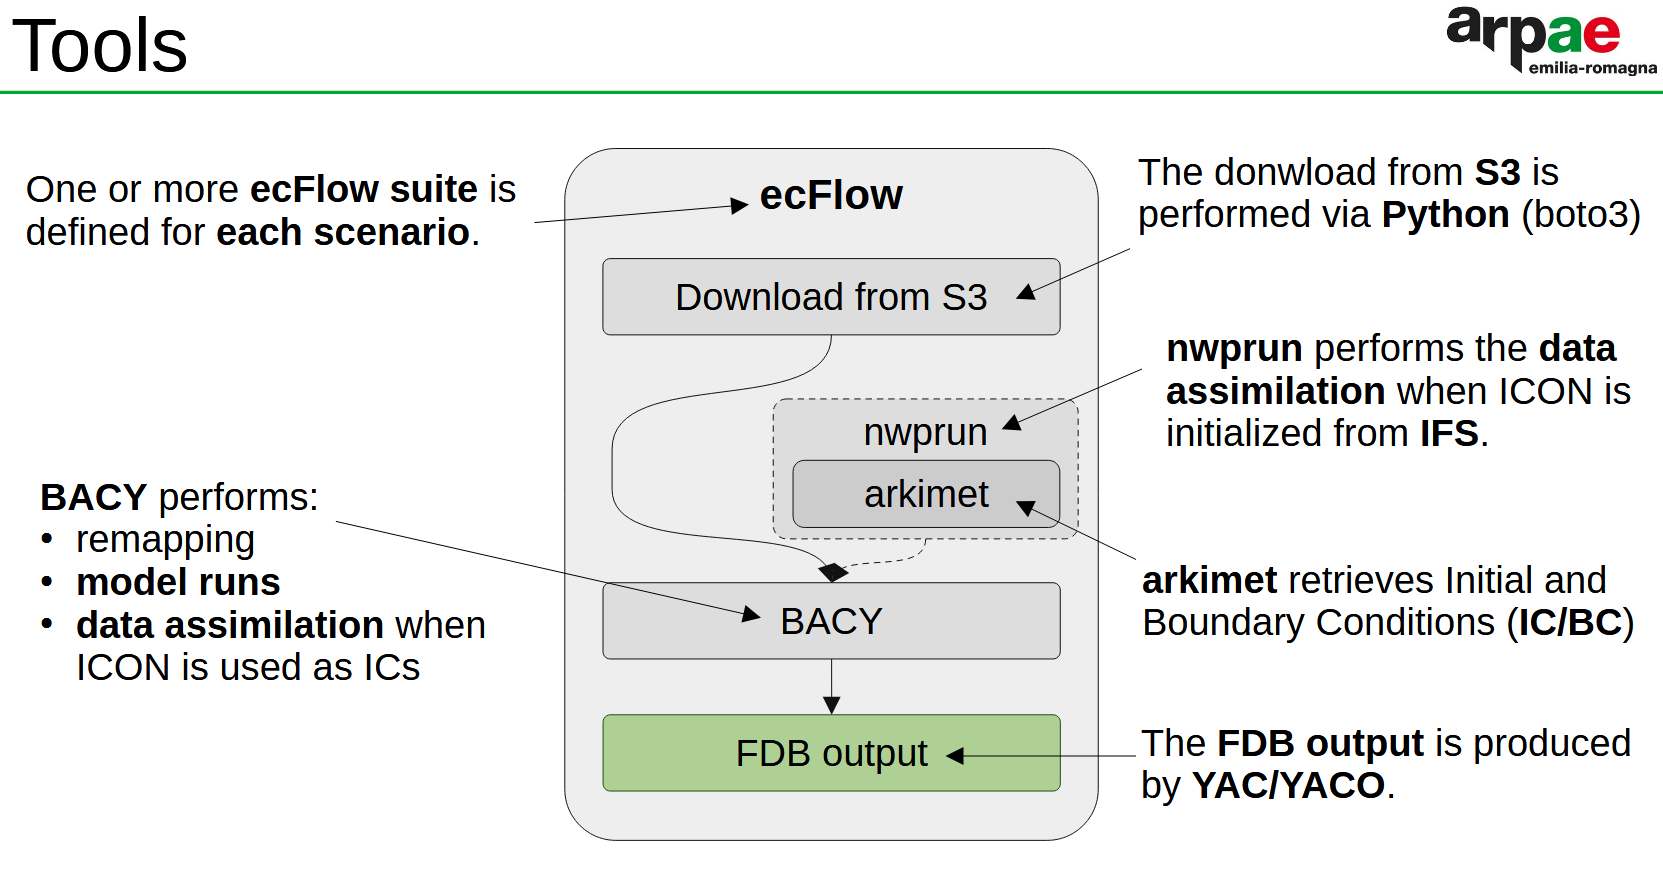 Tools
arpae
emilia-romagna
One or more ecFlow suite is
defined for each scenario.
ecFlow
The donwload from S3 is
performed via Python (boto3)
Download from S3
nwprun performs the data
assimilation when ICON is
initialized from IFS.
nwprun
arkimet
BACY performs:
• remapping
• model runs
• data assimilation when
ICON is used as ICs
arkimet retrieves Initial and
Boundary Conditions (IC/BC)
BACY
FDB output
The FDB output is produced
by YAC/YACO.